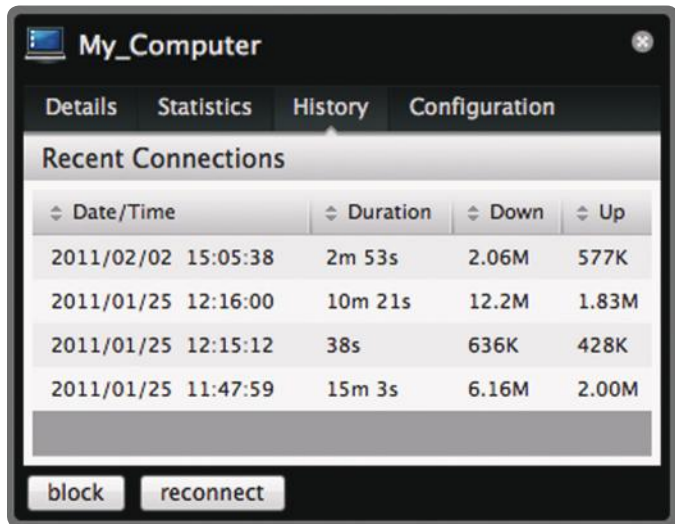 My_Computer
Details Statistics History Configuration
Recent Connections
Date/Time Duration Down Up
2011/02/02 15:05:38 2m 53s 2.06M 577K
2011/01/25 12:16:00 10m 21s 12.2M 1.83M
2011/01/25 12:15:12 38s 636K 428K
2011/01/25 11:47:59 15m 3s 6.16M 2.00M
block reconnect